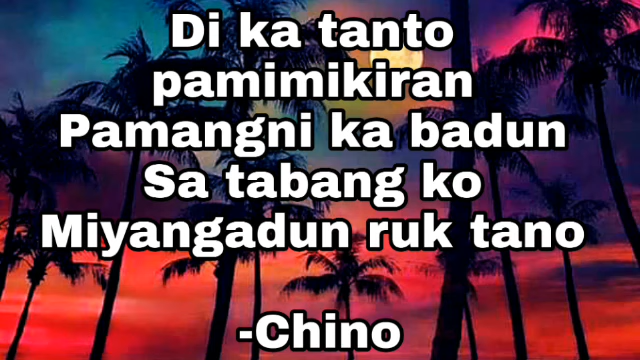 Di ka tanto
pamimikiran
Pamangni ka badun
Sa tabang ko
Miyangadun ruk tano
-Chino